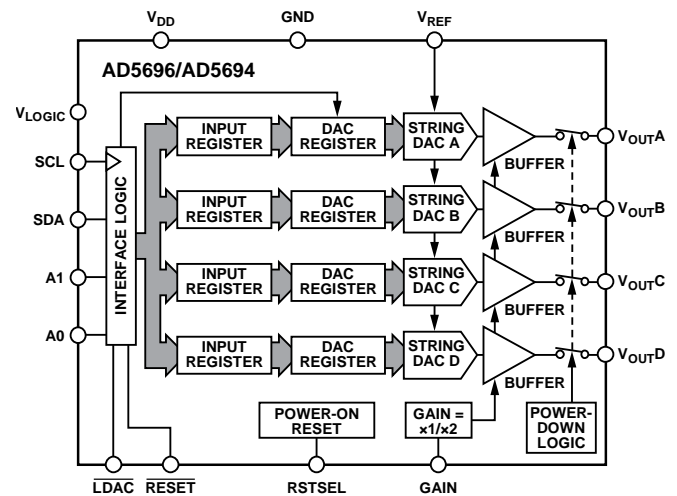 VDD GND VREF
AD5696/AD5694
VLOGIC
SCL
SDA
A1
A0
INTERFACE LOGIC
INPUT
REGISTER
DAC
REGISTER
STRING
DAC A
BUFFER
VOUTA
INPUT
REGISTER
DAC
REGISTER
STRING
DAC B
BUFFER
VOUTB
INPUT
REGISTER
DAC
REGISTER
STRING
DAC C
BUFFER
VOUTC
INPUT
REGISTER
DAC
REGISTER
STRING
DAC D
BUFFER
VOUTD
POWER-ON
RESET
GAIN =
×1/×2
POWER-
DOWN
LOGIC
LDAC RESET RSTSEL GAIN